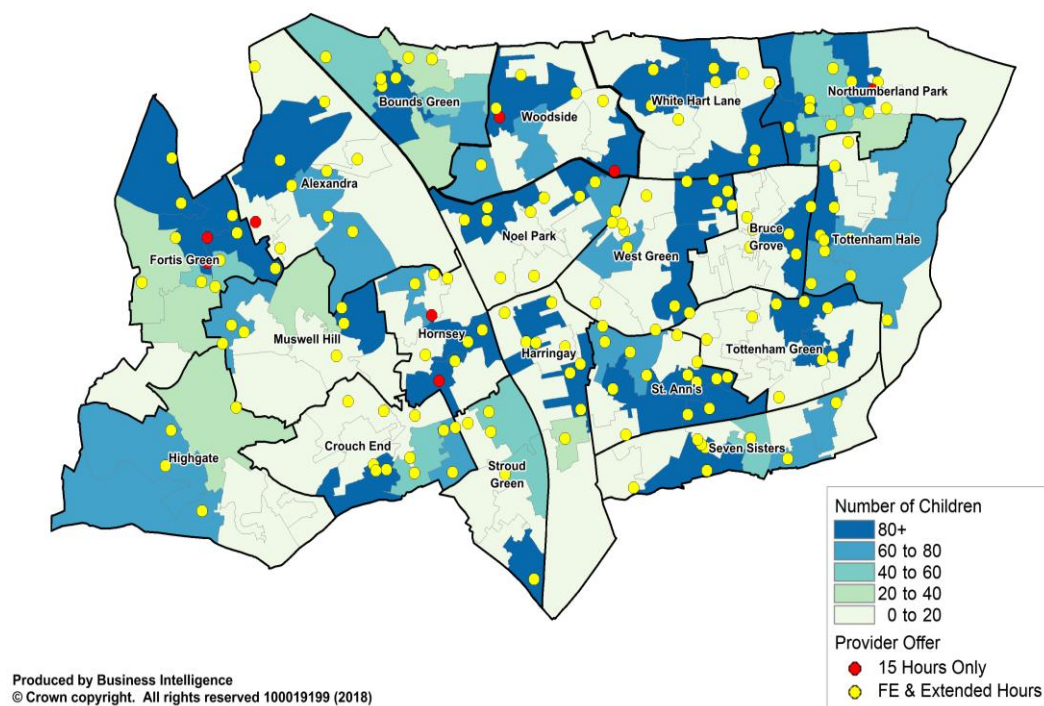 Bounds Green
Woodside
White Hart Lane
Northumberland Park
Alexandra
Noel Park
West Green
Bruce
Grove
Tottenham Hale
Fortis Green
Muswell Hill
Hornsey
Harringay
Tottenham Green
St. Ann's
Highgate
Crouch End
Stroud
Green
Seven Sisters
Number of Children
80+
60 to 80
40 to 60
20 to 40
0 to 20
Provider Offer
15 Hours Only
FE & Extended Hours
Produced by Business Intelligence
© Crown copyright. All rights reserved 100019199 (2018)